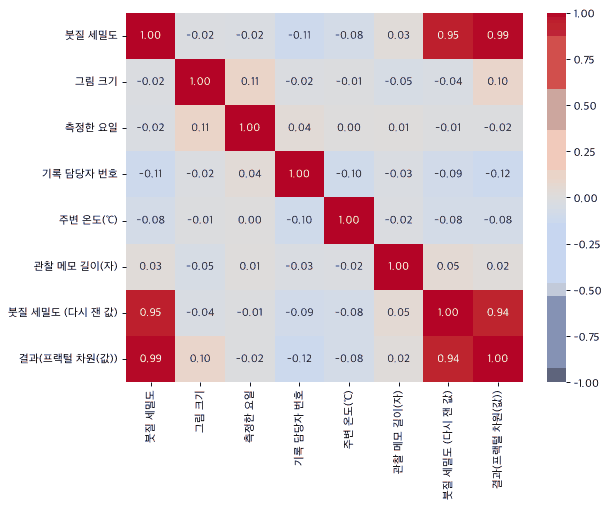 붓질 세밀도 1.00 -0.02 -0.02 -0.11 -0.08 0.03 0.95 0.99
그림 크기 -0.02 1.00 0.11 -0.02 -0.01 -0.05 -0.04 0.10
측정한 요일 -0.02 0.11 1.00 0.04 0.00 0.01 -0.01 -0.02
기록 담당자 번호 -0.11 -0.02 0.04 1.00 -0.10 -0.03 -0.09 -0.12
주변 온도(℃) -0.08 -0.01 0.00 -0.10 1.00 -0.02 -0.08 -0.08
관찰 메모 길이(자) 0.03 -0.05 0.01 -0.03 -0.02 1.00 0.05 0.02
붓질 세밀도 (다시 잰 값) 0.95 -0.04 -0.01 -0.09 -0.08 0.05 1.00 0.94
결과(프랙털 차원(값)) 0.99 0.10 -0.02 -0.12 -0.08 0.02 0.94 1.00
붓질 세밀도
그림 크기
측정한 요일
기록 담당자 번호
주변 온도(℃)
관찰 메모 길이(자)
붓질 세밀도 (다시 잰 값)
결과(프랙털 차원(값))
1.00
0.75
0.50
0.25
0.00
-0.25
-0.50
-0.75
-1.00